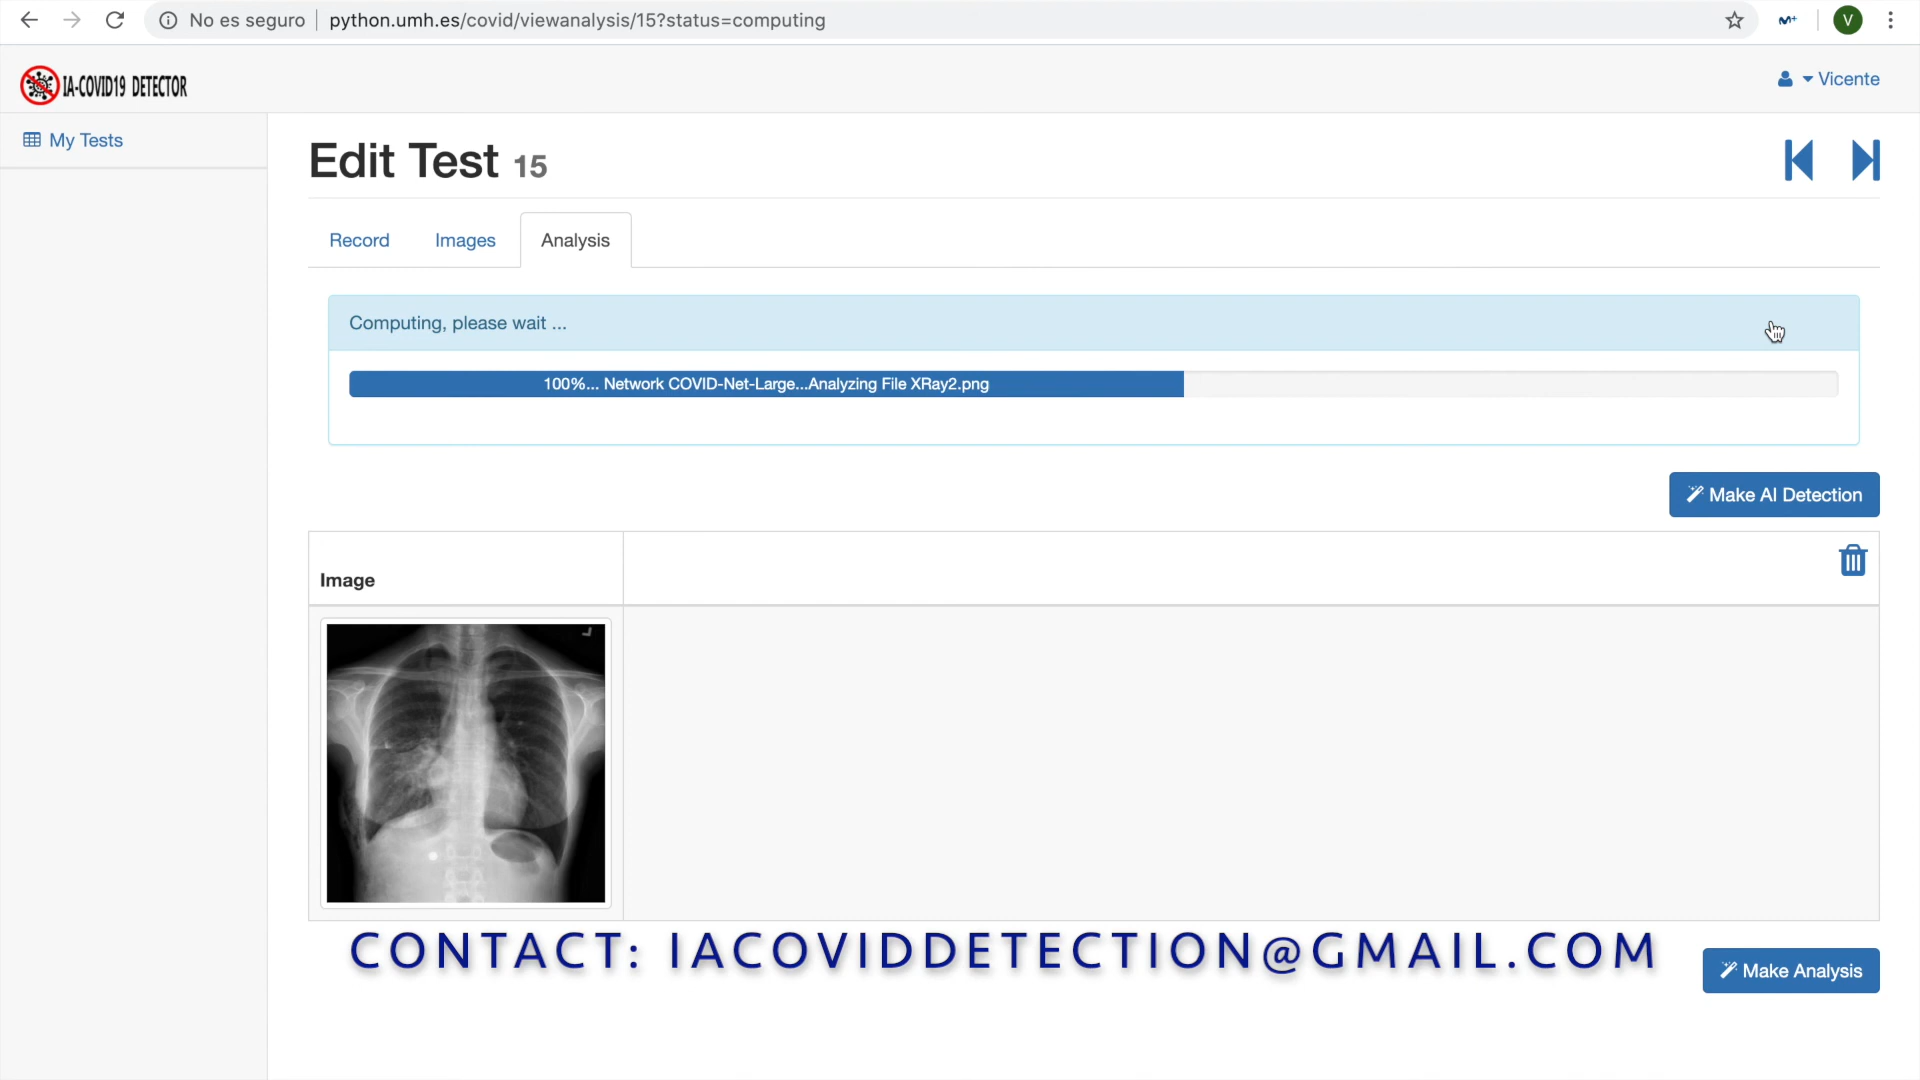 No es seguro | python.umh.es/covid/viewanalysis/15?status=computing
V
IA-COVID19 DETECTOR
Vicente
My Tests
Edit Test 15
Record Images Analysis
Computing, please wait ...
100%... Network COVID-Net-Large...Analyzing File XRay2.png
Make AI Detection
Image
CONTACT: IACOVIDDETECTION@GMAIL.COM
Make Analysis